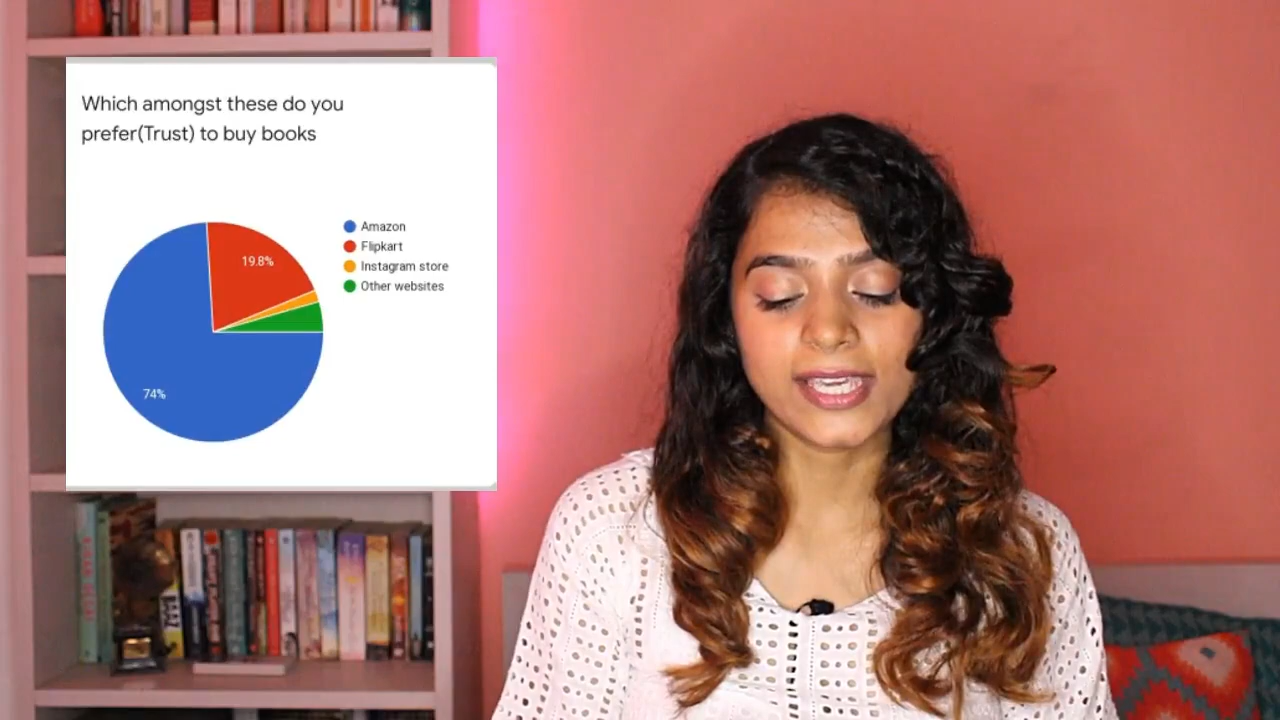 Which amongst these do you
prefer(Trust) to buy books
Amazon
19.8%
Flipkart
Instagram store
Other websites
74%